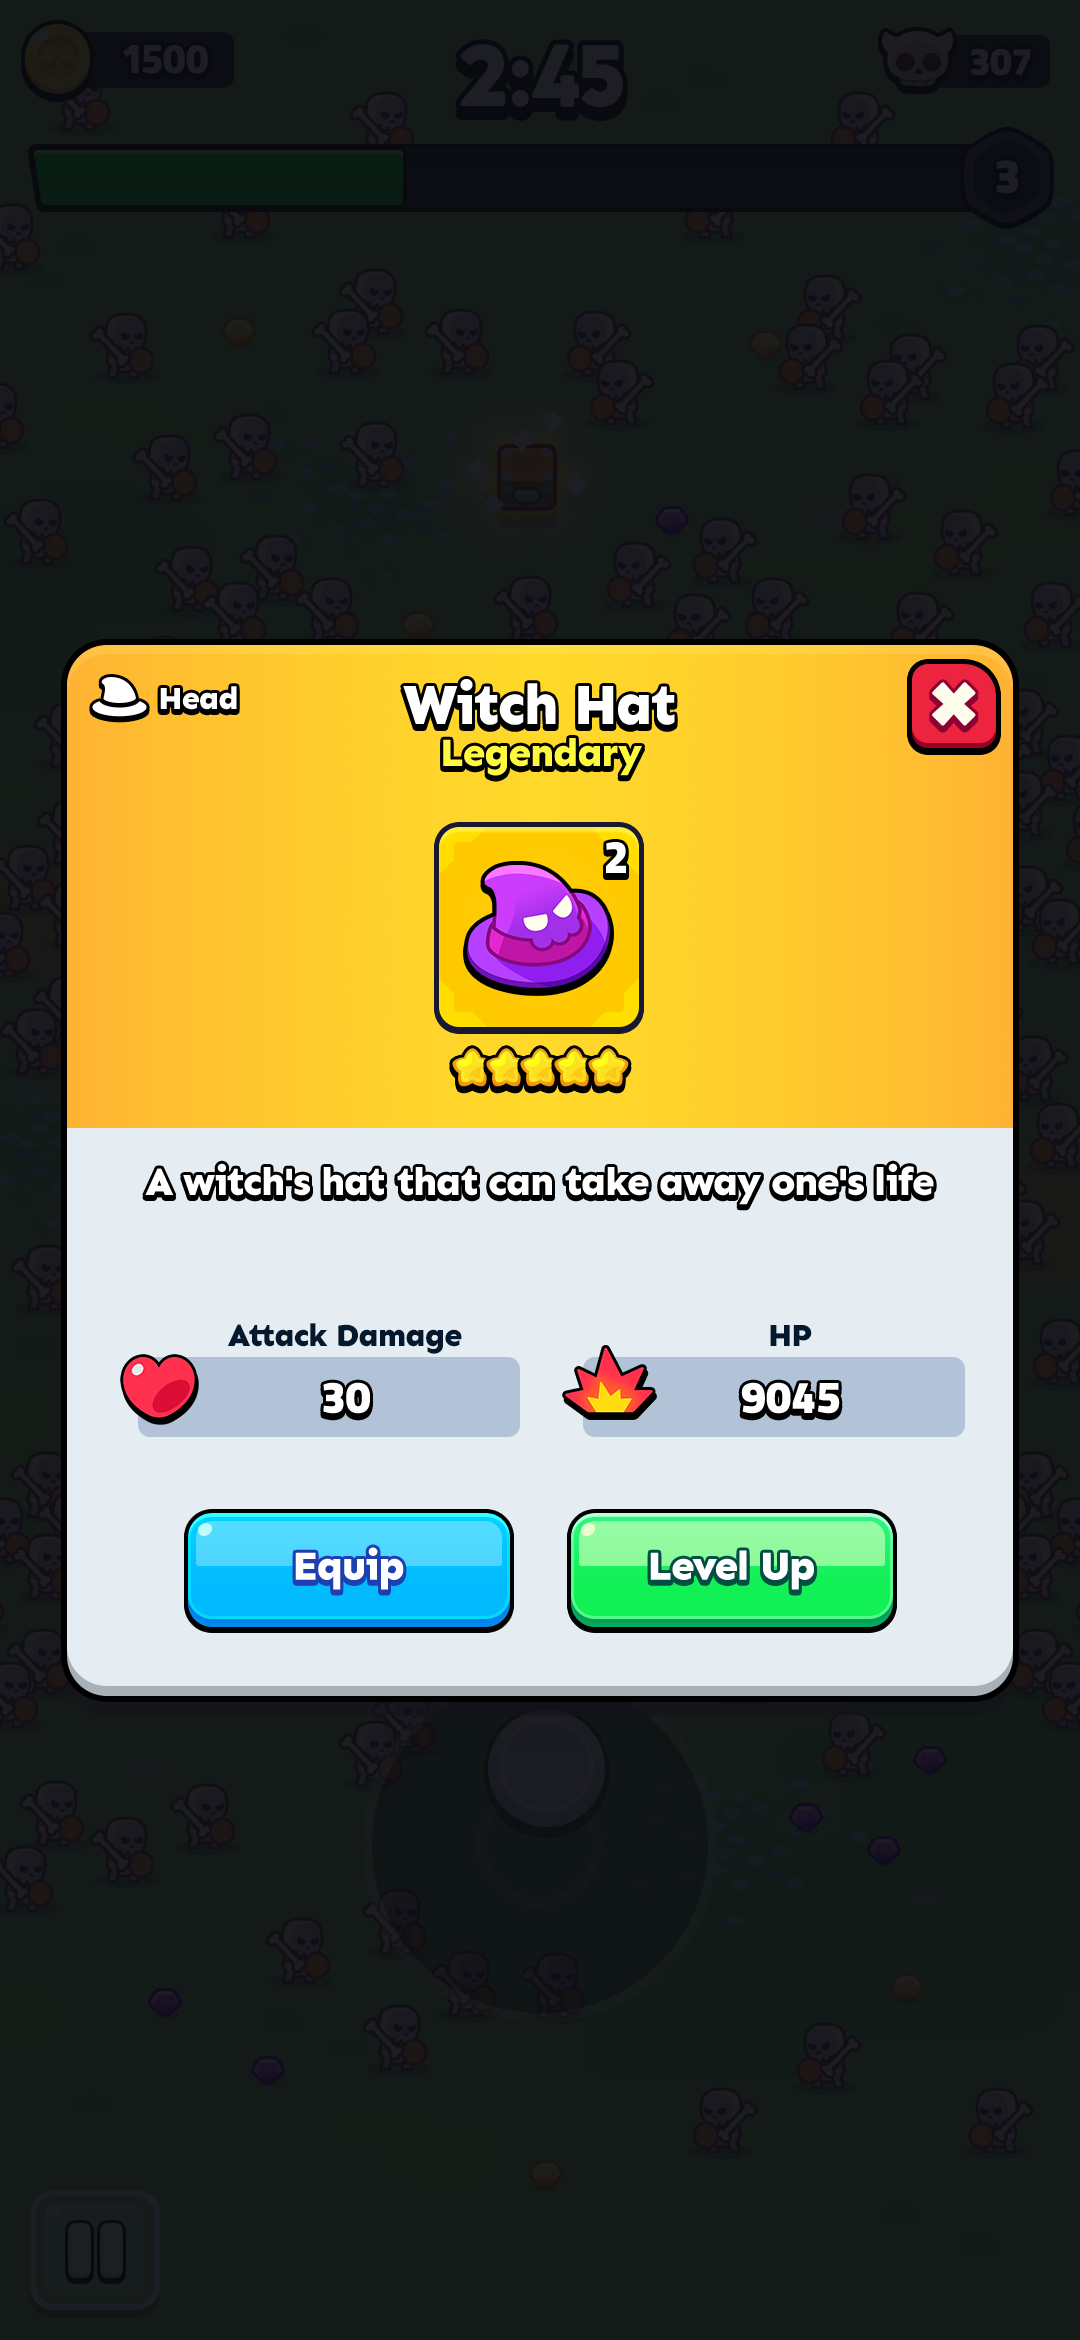 1500
2:45
307
3
Head
Witch Hat
Legendary
2
A witch's hat that can take away one's life
Attack Damage
HP
30
9045
Equip
Level Up